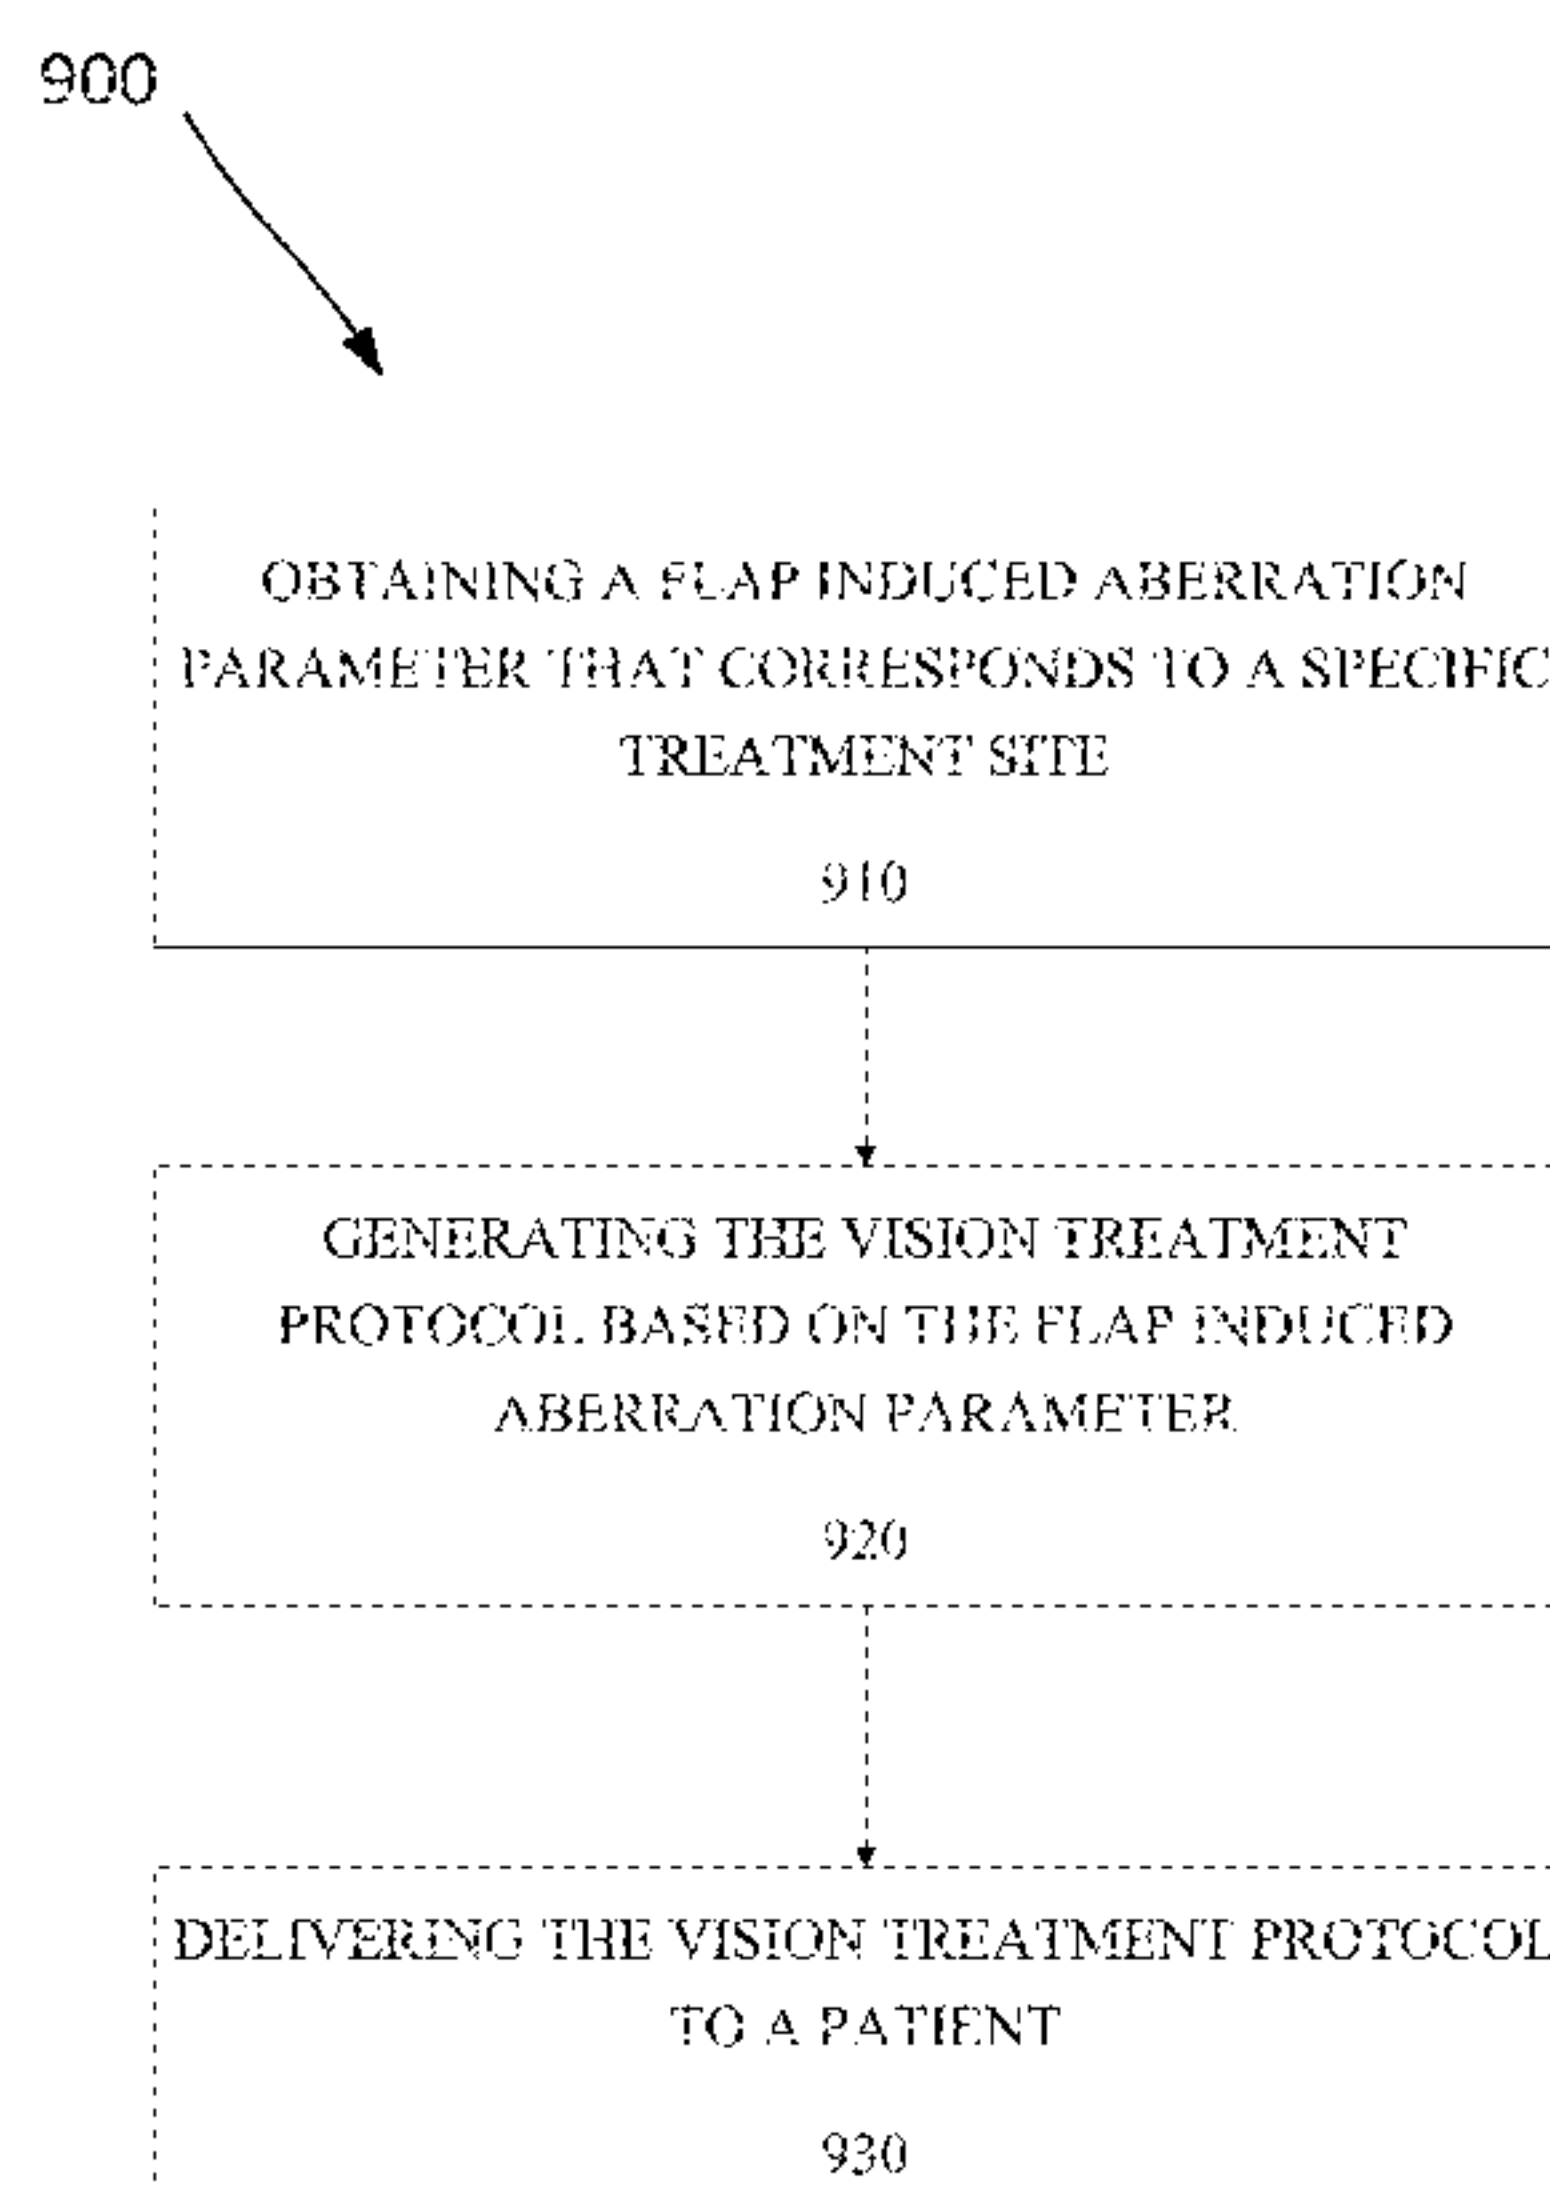 900
OBTAINING A FLAP INDUCED ABERRATION
PARAMETER THAT CORRESPONDS TO A SPECIFIC
TREATMENT SITE
910
GENERATING THE VISION TREATMENT
PROTOCOL BASED ON THE FLAP INDUCED
ABERRATION PARAMETER
920
DELIVERING THE VISION TREATMENT PROTOCOL
TO A PATIENT
930